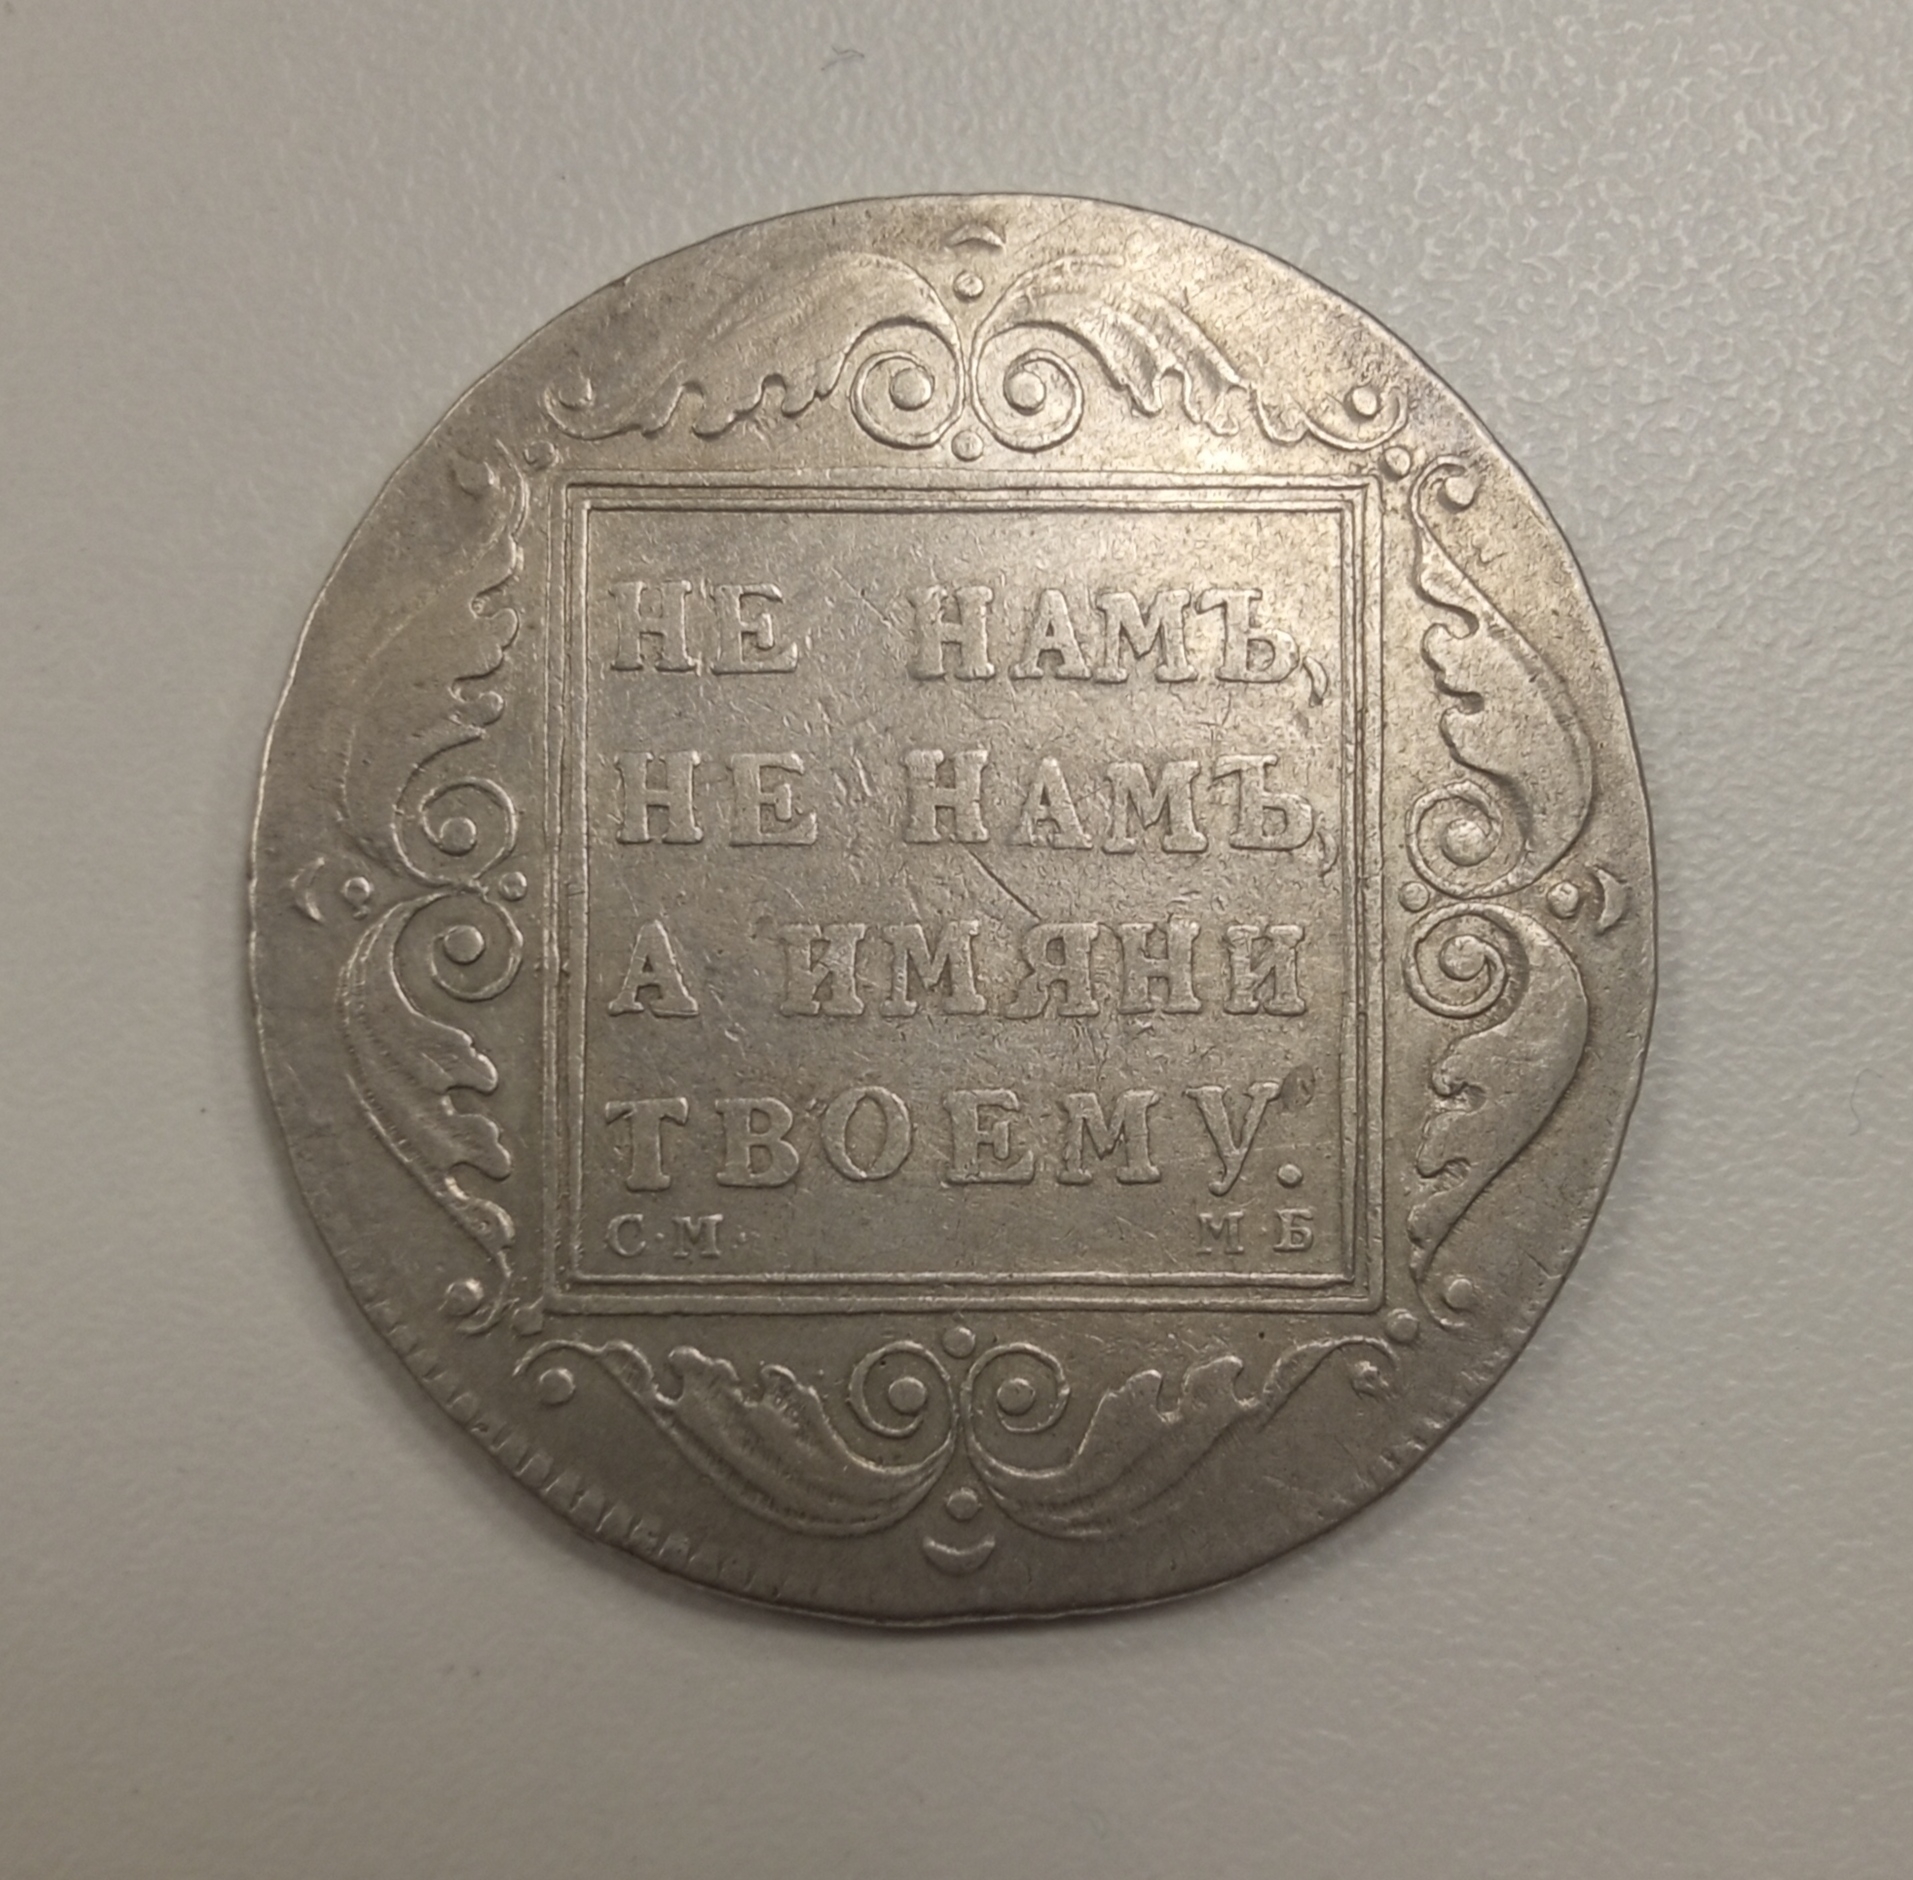 НЕ НАМЪ,
НЕ НАМЪ,
А ИМЯНИ
ТВОЕМУ.
С·М· М·Б